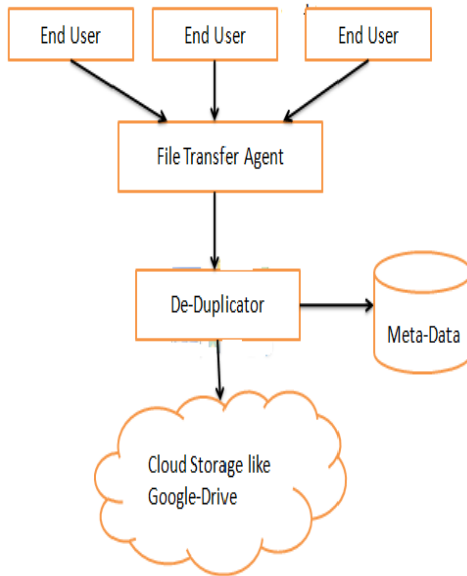 End User
End User
End User
File Transfer Agent
De-Duplicator
Meta-Data
Cloud Storage like
Google-Drive